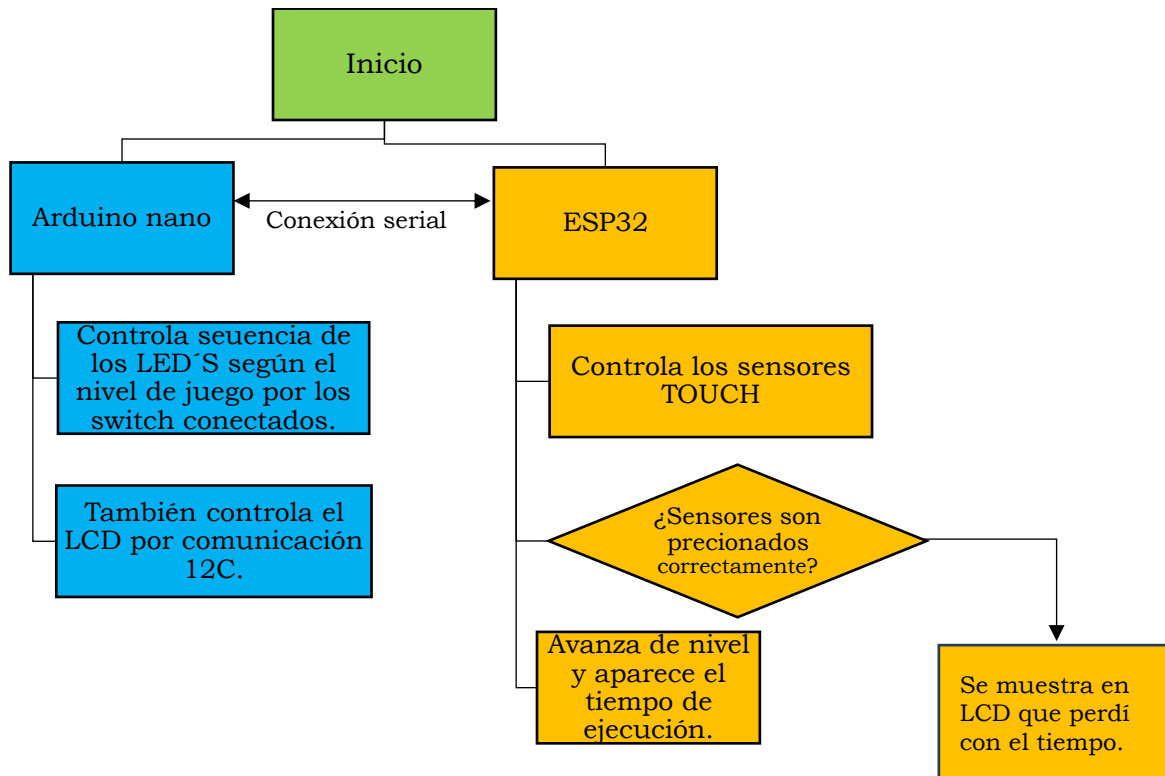 Inicio
Arduino nano
Conexión serial
ESP32
Controla seuencia de
los LED´S según el
nivel de juego por los
switch conectados.
Controla los sensores
TOUCH
También controla el
LCD por comunicación
12C.
¿Sensores son
precionados
correctamente?
Avanza de nivel
y aparece el
tiempo de
ejecución.
Se muestra en
LCD que perdí
con el tiempo.